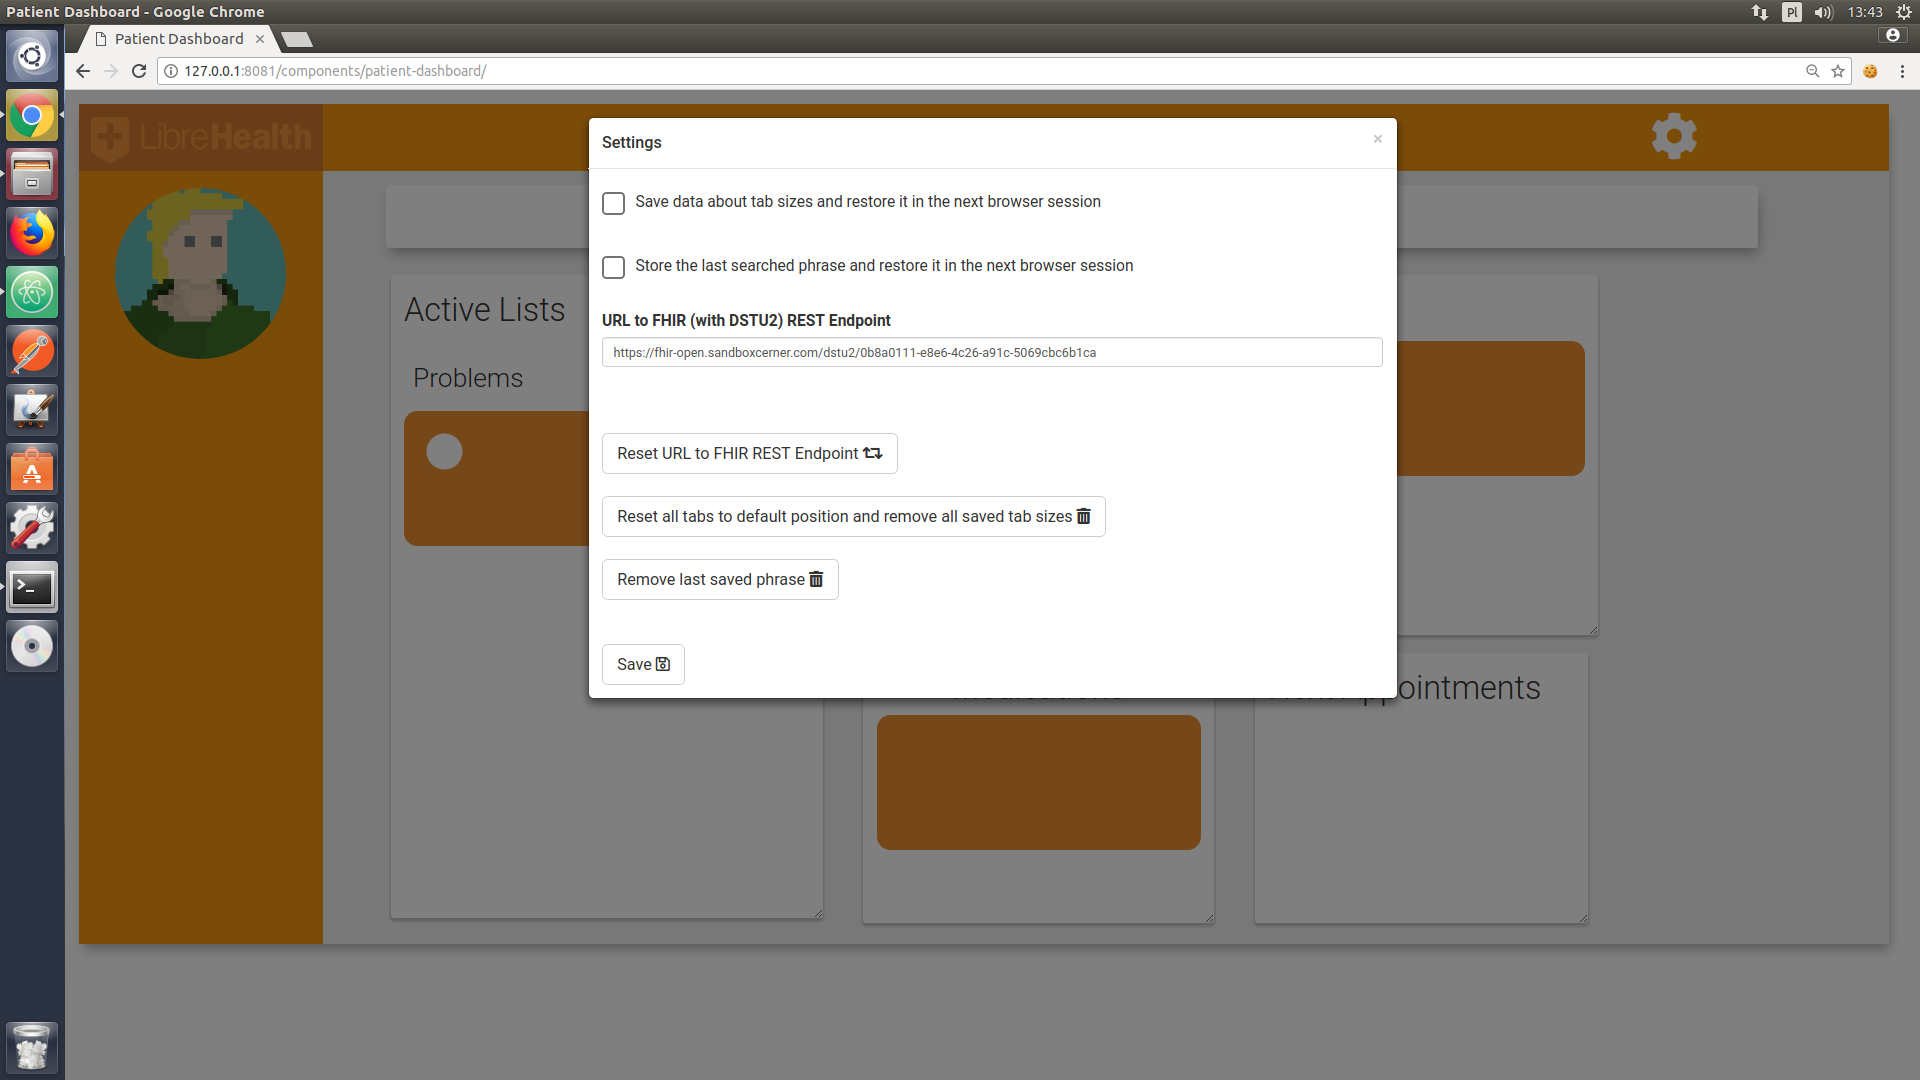 Patient Dashboard - Google Chrome
Pl
13:43
Patient Dashboard
127.0.0.1:8081/components/patient-dashboard/
LibreHealth
Settings
×
Save data about tab sizes and restore it in the next browser session
Store the last searched phrase and restore it in the next browser session
URL to FHIR (with DSTU2) REST Endpoint
https://fhir-open.sandboxcerner.com/dstu2/0b8a0111-e8e6-4c26-a91c-5069cbc6b1ca
Reset URL to FHIR REST Endpoint
Reset all tabs to default position and remove all saved tab sizes
Remove last saved phrase
Save
Active Lists
Problems
ointments